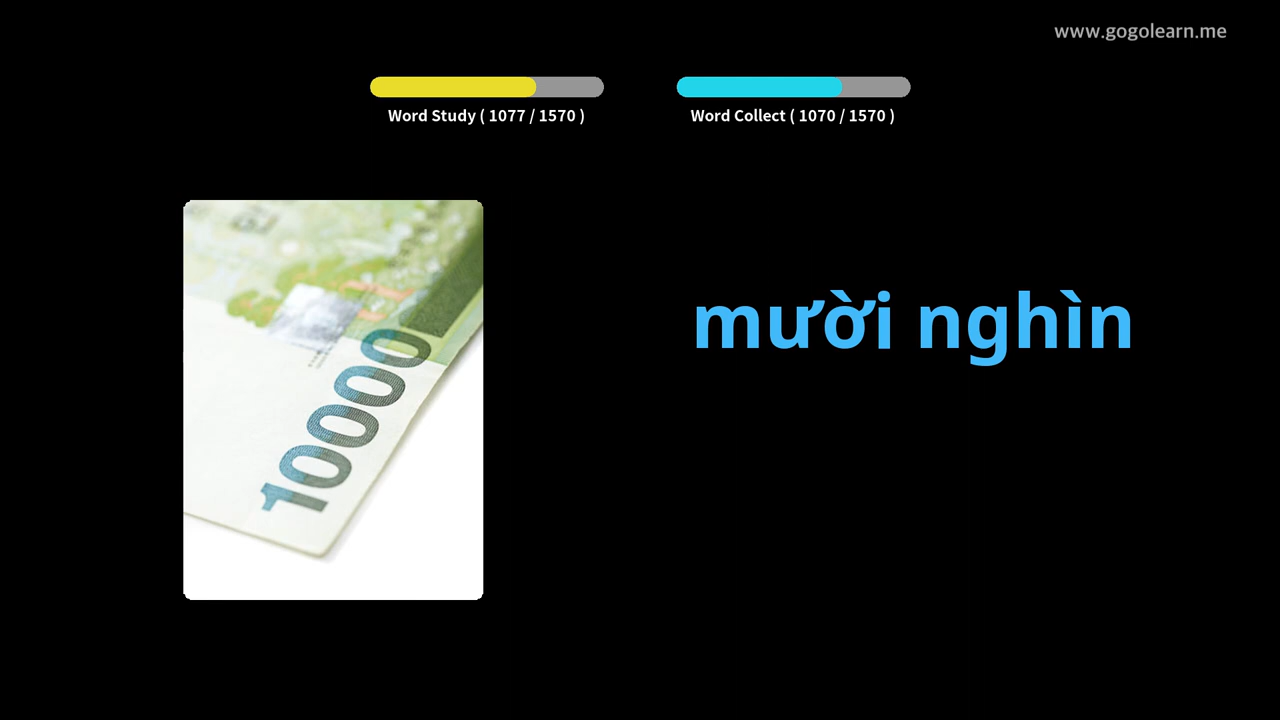 www.gogolearn.me
Word Study ( 1077 / 1570 )
Word Collect ( 1070 / 1570 )
mười nghìn
10000